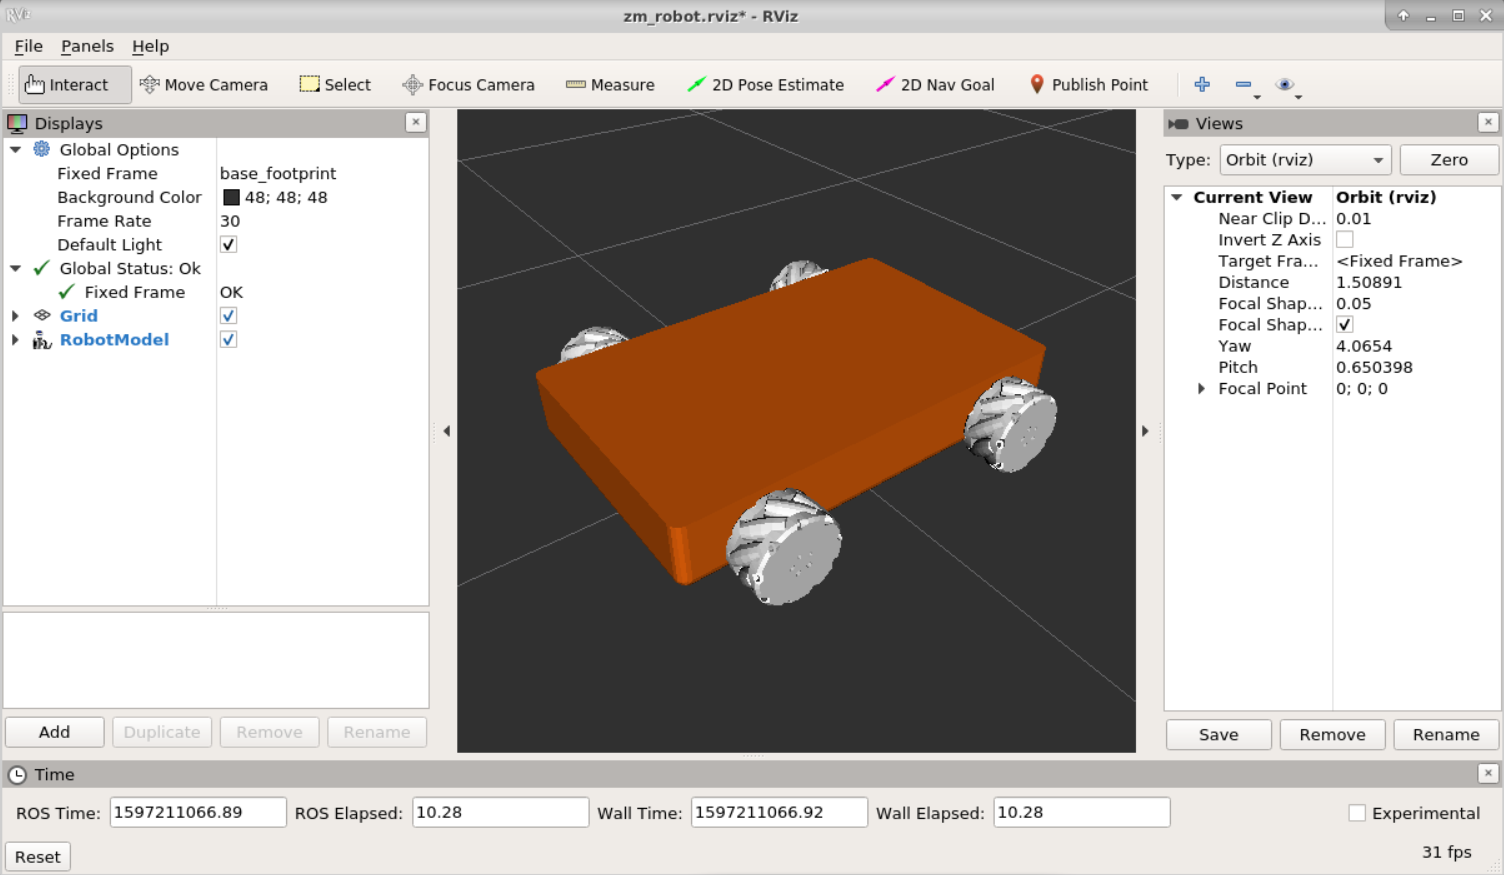 RViz
zm_robot.rviz* - RViz
File Panels Help
Interact Move Camera Select Focus Camera Measure 2D Pose Estimate 2D Nav Goal Publish Point
Displays
Global Options
Fixed Frame base_footprint
Background Color 48; 48; 48
Frame Rate 30
Default Light
Global Status: Ok
Fixed Frame OK
Grid
RobotModel
Add Duplicate Remove Rename
Views
Type: Orbit (rviz) Zero
Current View Orbit (rviz)
Near Clip D... 0.01
Invert Z Axis
Target Fra... <Fixed Frame>
Distance 1.50891
Focal Shap... 0.05
Focal Shap...
Yaw 4.0654
Pitch 0.650398
Focal Point 0; 0; 0
Save Remove Rename
Time
ROS Time: 1597211066.89 ROS Elapsed: 10.28 Wall Time: 1597211066.92 Wall Elapsed: 10.28 Experimental
Reset 31 fps